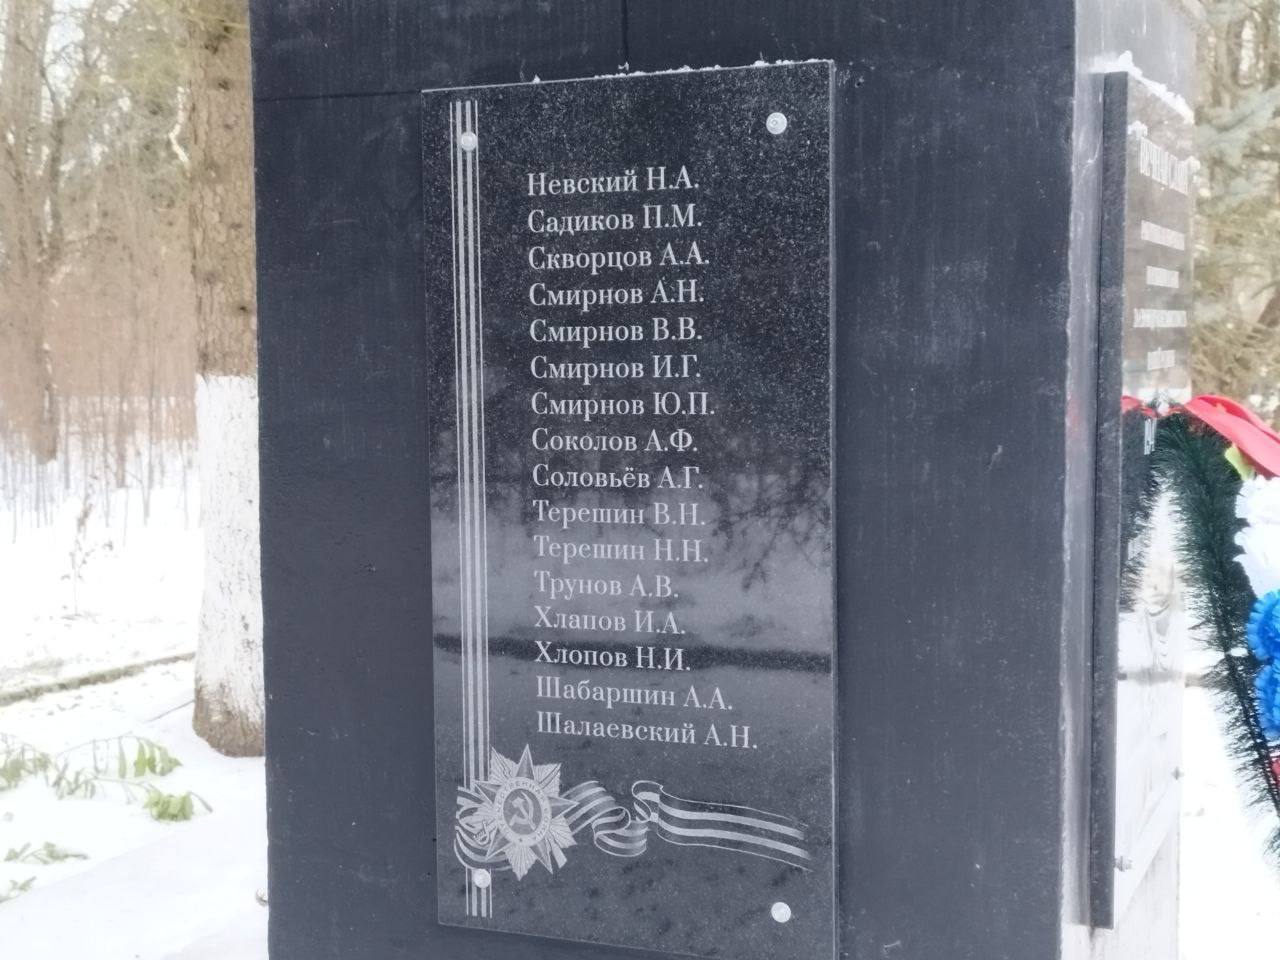 Невский Н.А.
Садиков П.М.
Скворцов А.А.
Смирнов А.Н.
Смирнов В.В.
Смирнов И.Г.
Смирнов Ю.П.
Соколов А.Ф.
Соловьёв А.Г.
Терешин В.Н.
Терешин Н.Н.
Трунов А.В.
Хлапов И.А.
Хлопов Н.И.
Шабаршин А.А.
Шалаевский А.Н.